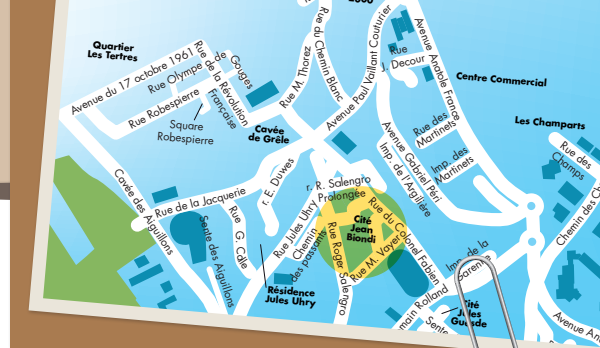 2000
Quartier
Les Tertres
Avenue du 17 octobre 1961
Rue Olympe de Gouges
Rue Robespierre
Rue de la Révolution
Française
Square
Robespierre
Cavée
de Grêle
Rue M. Thorez
Rue du Chemin Blanc
Avenue Paul Vaillant Couturier
Rue
J. Decour
Avenue Anatole France
Centre Commercial
Les Champarts
Rue des
Champs
Rue des
Martinets
Imp. des
Martinets
Avenue Gabriel Péri
Imp. de l'Argilière
Cavée des Aiguillons
Rue de la Jacquerie
r. E. Duwes
r. R. Salengro
Prolongée
Cité
Jean
Biondi
Rue du Colonel Fabien
Rue M. Vayer
Rue Roger Salengro
Rue Jules Uhry
Chemin
des passants
Rue G. Calle
Sente des Aiguillons
Résidence
Jules Uhry
Imp. de la
Garenne
main Rolland
Cité
Jules
Guesde
Sente
Chemin des
Avenue